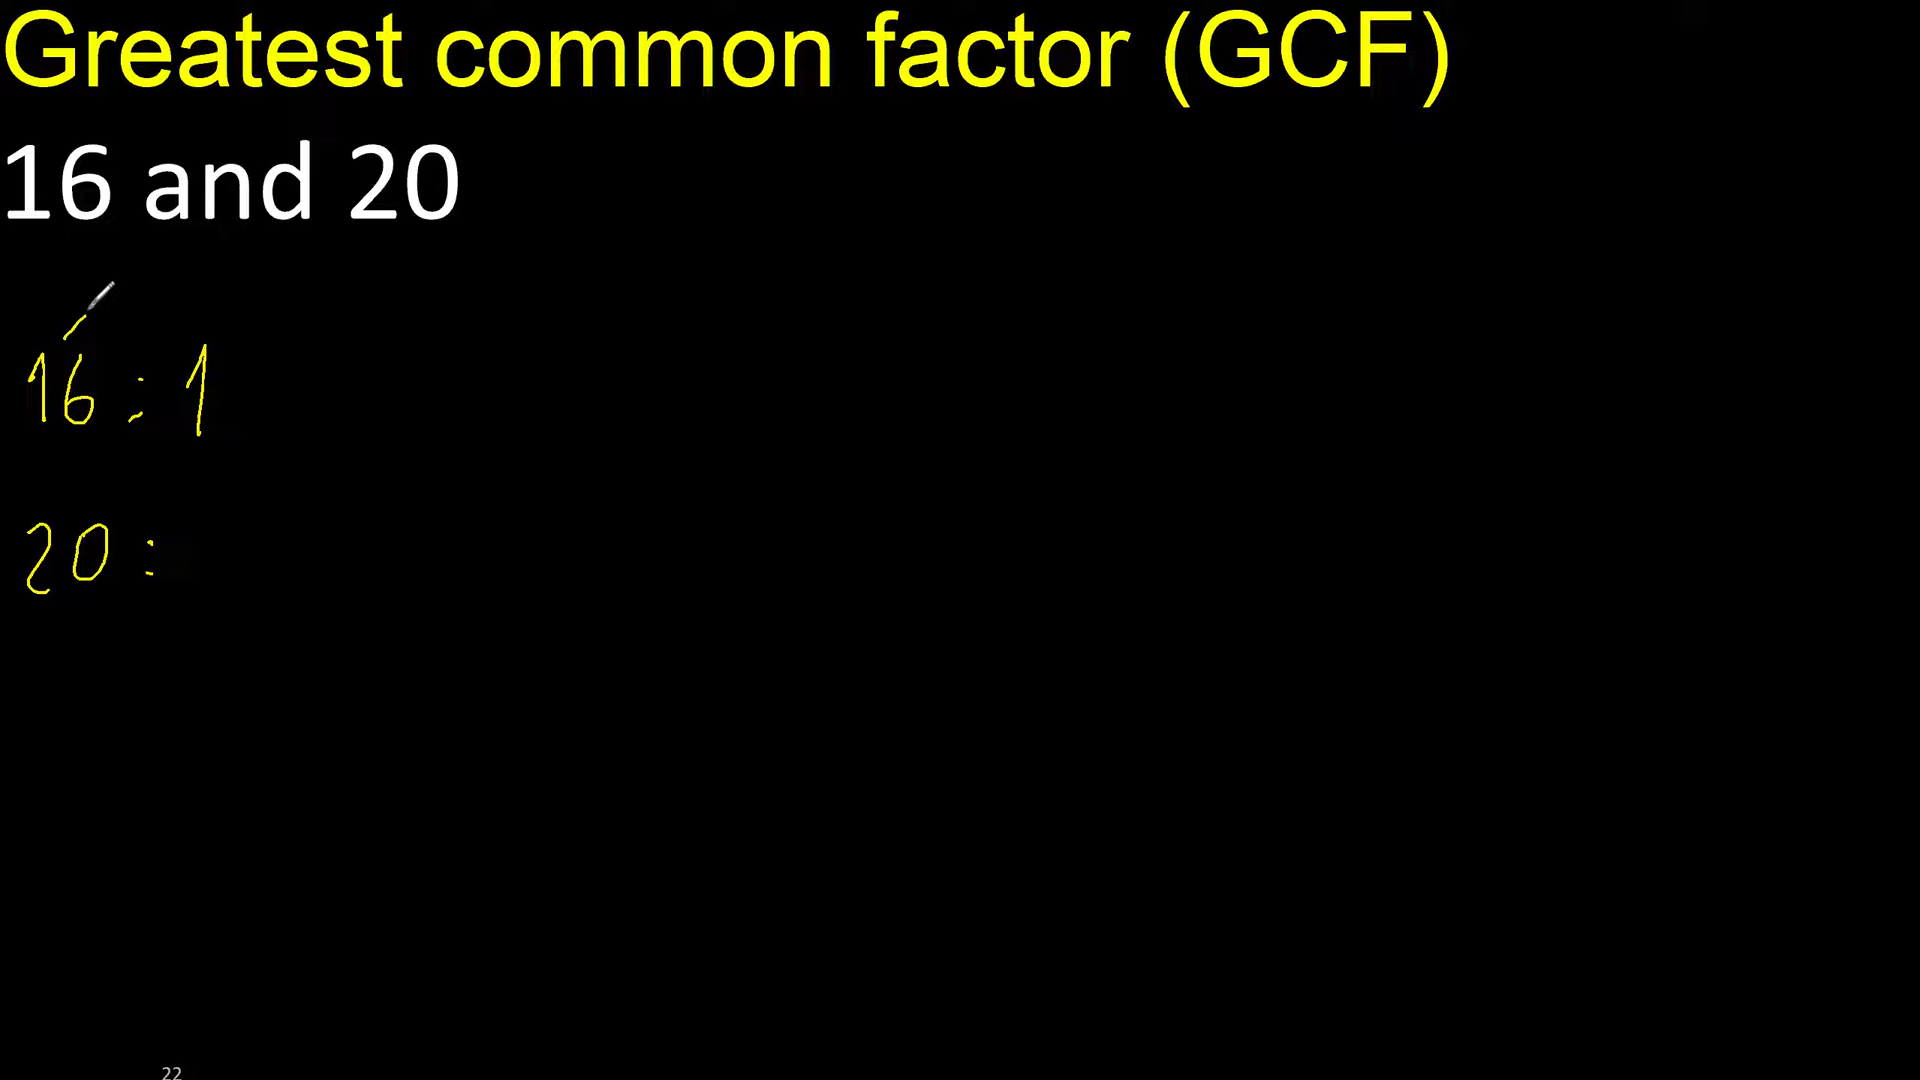 Greatest common factor (GCF)
16 and 20
16 : 1
20 :
22